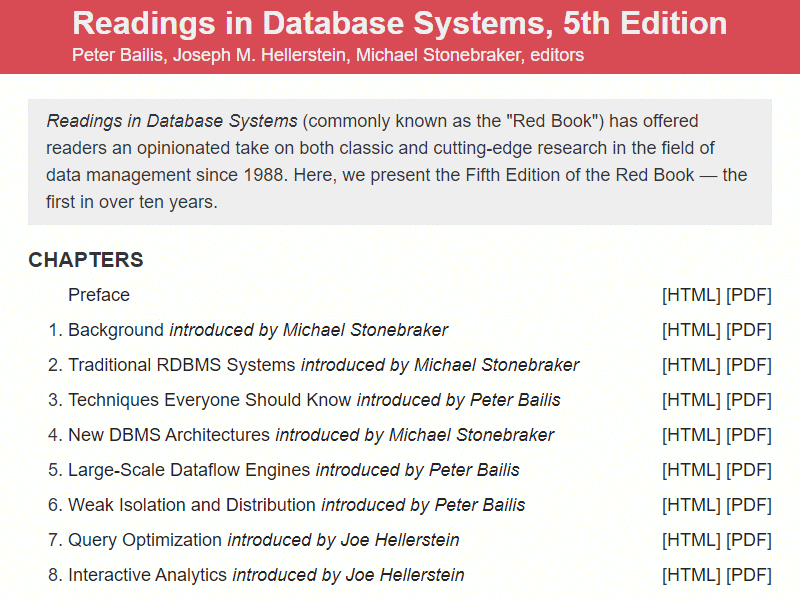 Readings in Database Systems, 5th Edition
Peter Bailis, Joseph M. Hellerstein, Michael Stonebraker, editors
Readings in Database Systems (commonly known as the "Red Book") has offered
readers an opinionated take on both classic and cutting-edge research in the field of
data management since 1988. Here, we present the Fifth Edition of the Red Book — the
first in over ten years.
CHAPTERS
Preface [HTML] [PDF]
1. Background introduced by Michael Stonebraker [HTML] [PDF]
2. Traditional RDBMS Systems introduced by Michael Stonebraker [HTML] [PDF]
3. Techniques Everyone Should Know introduced by Peter Bailis [HTML] [PDF]
4. New DBMS Architectures introduced by Michael Stonebraker [HTML] [PDF]
5. Large-Scale Dataflow Engines introduced by Peter Bailis [HTML] [PDF]
6. Weak Isolation and Distribution introduced by Peter Bailis [HTML] [PDF]
7. Query Optimization introduced by Joe Hellerstein [HTML] [PDF]
8. Interactive Analytics introduced by Joe Hellerstein [HTML] [PDF]